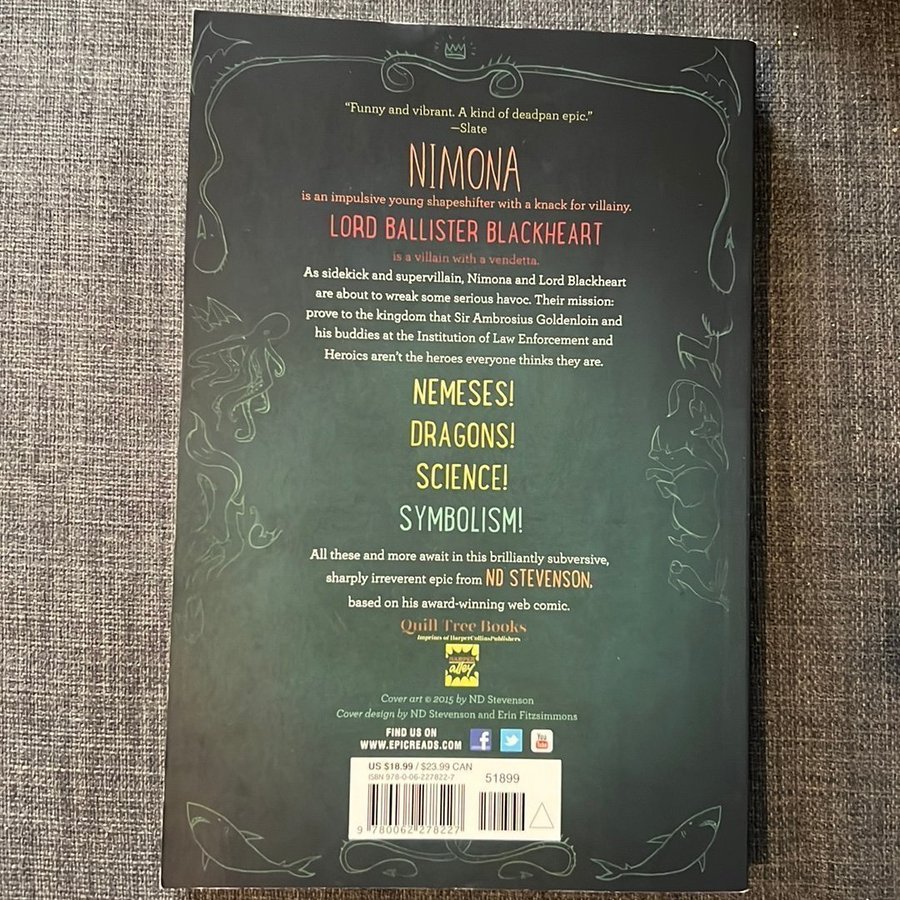 “Funny and vibrant. A kind of deadpan epic.”
—Slate
NIMONA
is an impulsive young shapeshifter with a knack for villainy.
LORD BALLISTER BLACKHEART
is a villain with a vendetta.
As sidekick and supervillain, Nimona and Lord Blackheart
are about to wreak some serious havoc. Their mission:
prove to the kingdom that Sir Ambrosius Goldenloin and
his buddies at the Institution of Law Enforcement and
Heroics aren’t the heroes everyone thinks they are.
NEMESES!
DRAGONS!
SCIENCE!
SYMBOLISM!
All these and more await in this brilliantly subversive,
sharply irreverent epic from ND STEVENSON,
based on his award-winning web comic.
Quill Tree Books
Imprints of HarperCollinsPublishers
HARPER
alley
Cover art © 2015 by ND Stevenson
Cover design by ND Stevenson and Erin Fitzsimmons
FIND US ON
WWW.EPICREADS.COM
f
You
Tube
US $18.99 / $23.99 CAN
ISBN 978-0-06-227822-7
51899
9 780062 278227